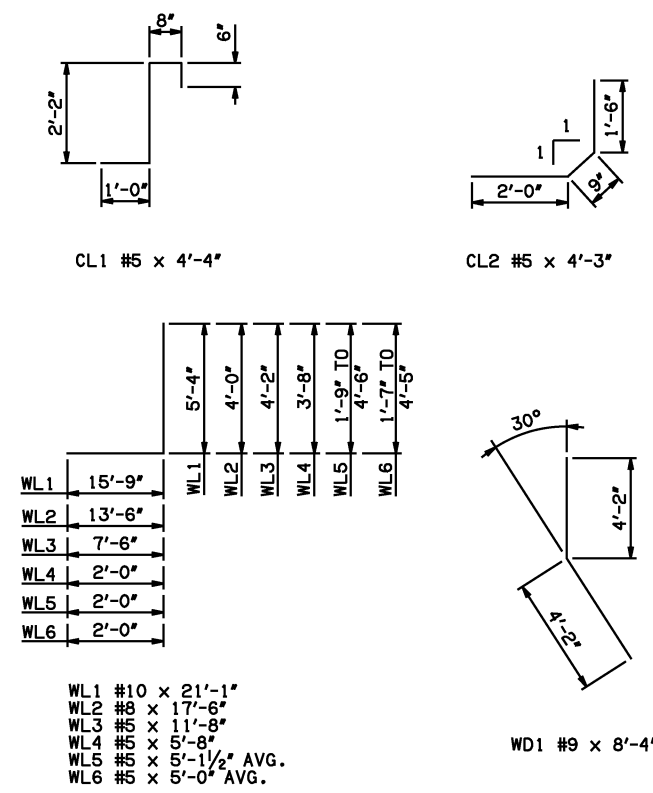 8"
6"
2'-2"
1'-0"
CL1 #5 x 4'-4"
1
1
1'-6"
2'-0"
9"
CL2 #5 x 4'-3"
5'-4"
4'-0"
4'-2"
3'-8"
1'-9" TO
4'-6"
1'-7" TO
4'-5"
WL1
WL2
WL3
WL4
WL5
WL6
WL1 15'-9"
WL2 13'-6"
WL3 7'-6"
WL4 2'-0"
WL5 2'-0"
WL6 2'-0"
WL1 #10 x 21'-1"
WL2 #8 x 17'-6"
WL3 #5 x 11'-8"
WL4 #5 x 5'-8"
WL5 #5 x 5'-1½" AVG.
WL6 #5 x 5'-0" AVG.
30°
4'-2"
4'-2"
WD1 #9 x 8'-4"